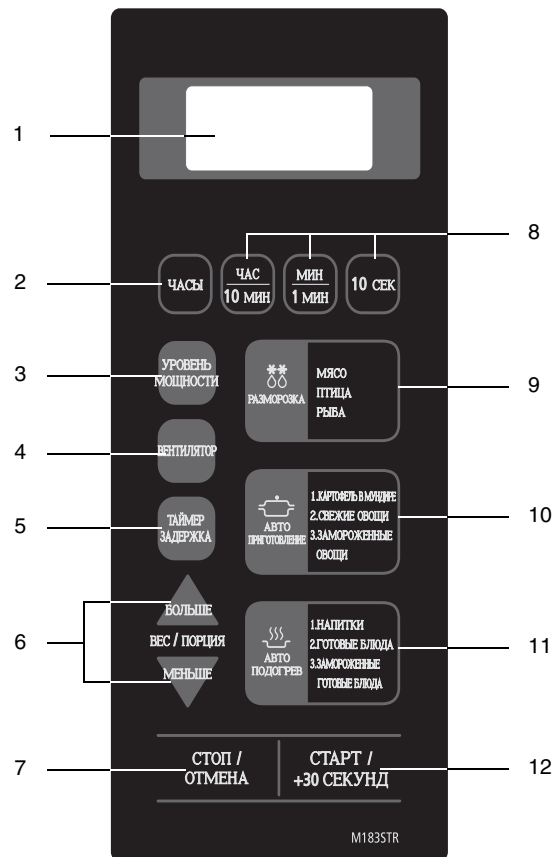 1
8
2
ЧАСЫ
ЧАС
10 МИН
МИН
1 МИН
10 СЕК
3
УРОВЕНЬ
МОЩНОСТИ
РАЗМОРОЗКА
МЯСО
ПТИЦА
РЫБА
9
4
ВЕНТИЛЯТОР
5
ТАЙМЕР
ЗАДЕРЖКА
АВТО
ПРИГОТОВЛЕНИЕ
1.КАРТОФЕЛЬ В МУНДИРЕ
2.СВЕЖИЕ ОВОЩИ
3.ЗАМОРОЖЕННЫЕ
ОВОЩИ
10
6
БОЛЬШЕ
ВЕС / ПОРЦИЯ
МЕНЬШЕ
АВТО
ПОДОГРЕВ
1.НАПИТКИ
2.ГОТОВЫЕ БЛЮДА
3.ЗАМОРОЖЕННЫЕ
ГОТОВЫЕ БЛЮДА
11
7
СТОП /
ОТМЕНА
СТАРТ /
+30 СЕКУНД
12
M183STR